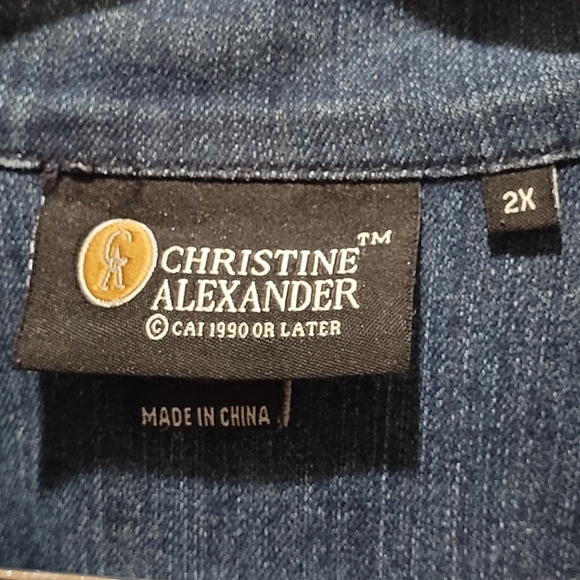 CA
CHRISTINE™
ALEXANDER
© CAI 1990 OR LATER
2X
MADE IN CHINA